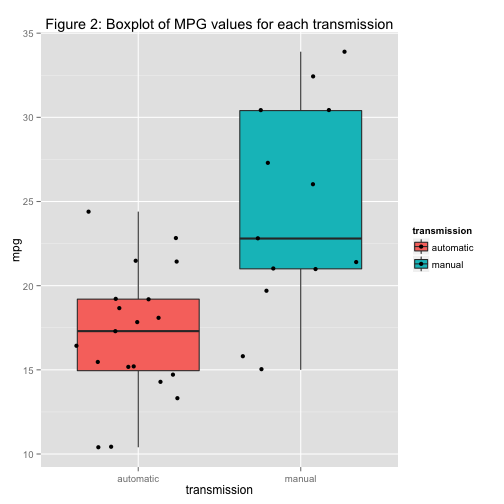 Figure 2: Boxplot of MPG values for each transmission
35
30
25
20
15
10
mpg
automatic
manual
transmission
transmission
automatic
manual